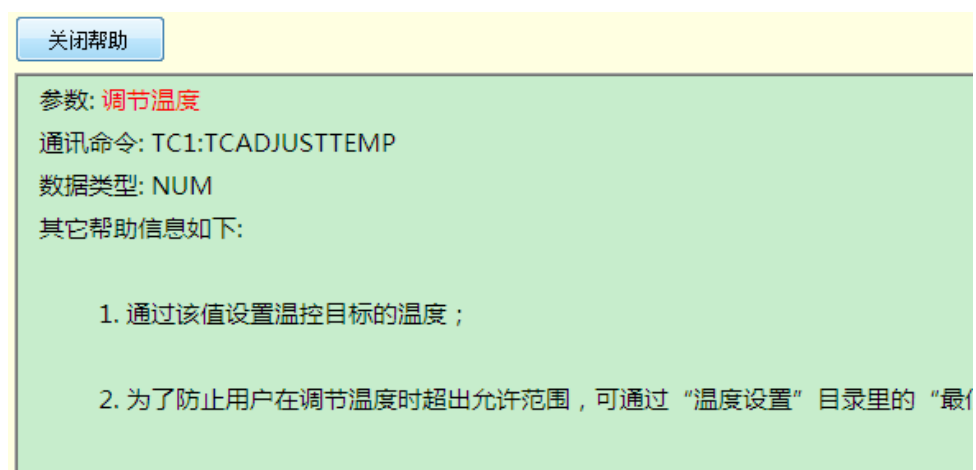 关闭帮助
参数: 调节温度
通讯命令: TC1:TCADJUSTTEMP
数据类型: NUM
其它帮助信息如下:
1. 通过该值设置温控目标的温度；
2. 为了防止用户在调节温度时超出允许范围，可通过“温度设置”目录里的“最